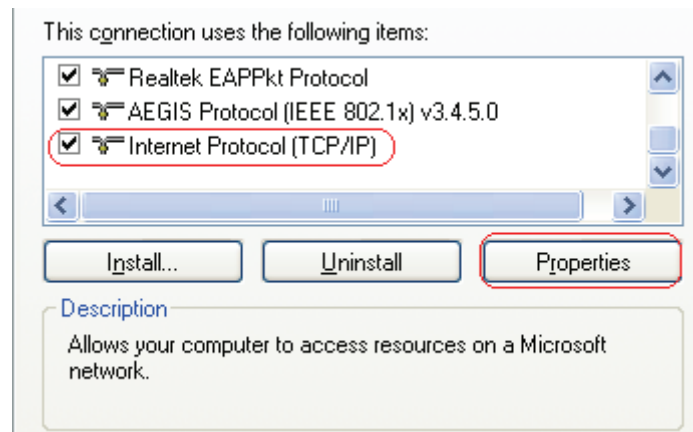 This connection uses the following items:
Realtek EAPPkt Protocol
AEGIS Protocol (IEEE 802.1x) v3.4.5.0
Internet Protocol (TCP/IP)
Install... Uninstall Properties
Description
Allows your computer to access resources on a Microsoft
network.